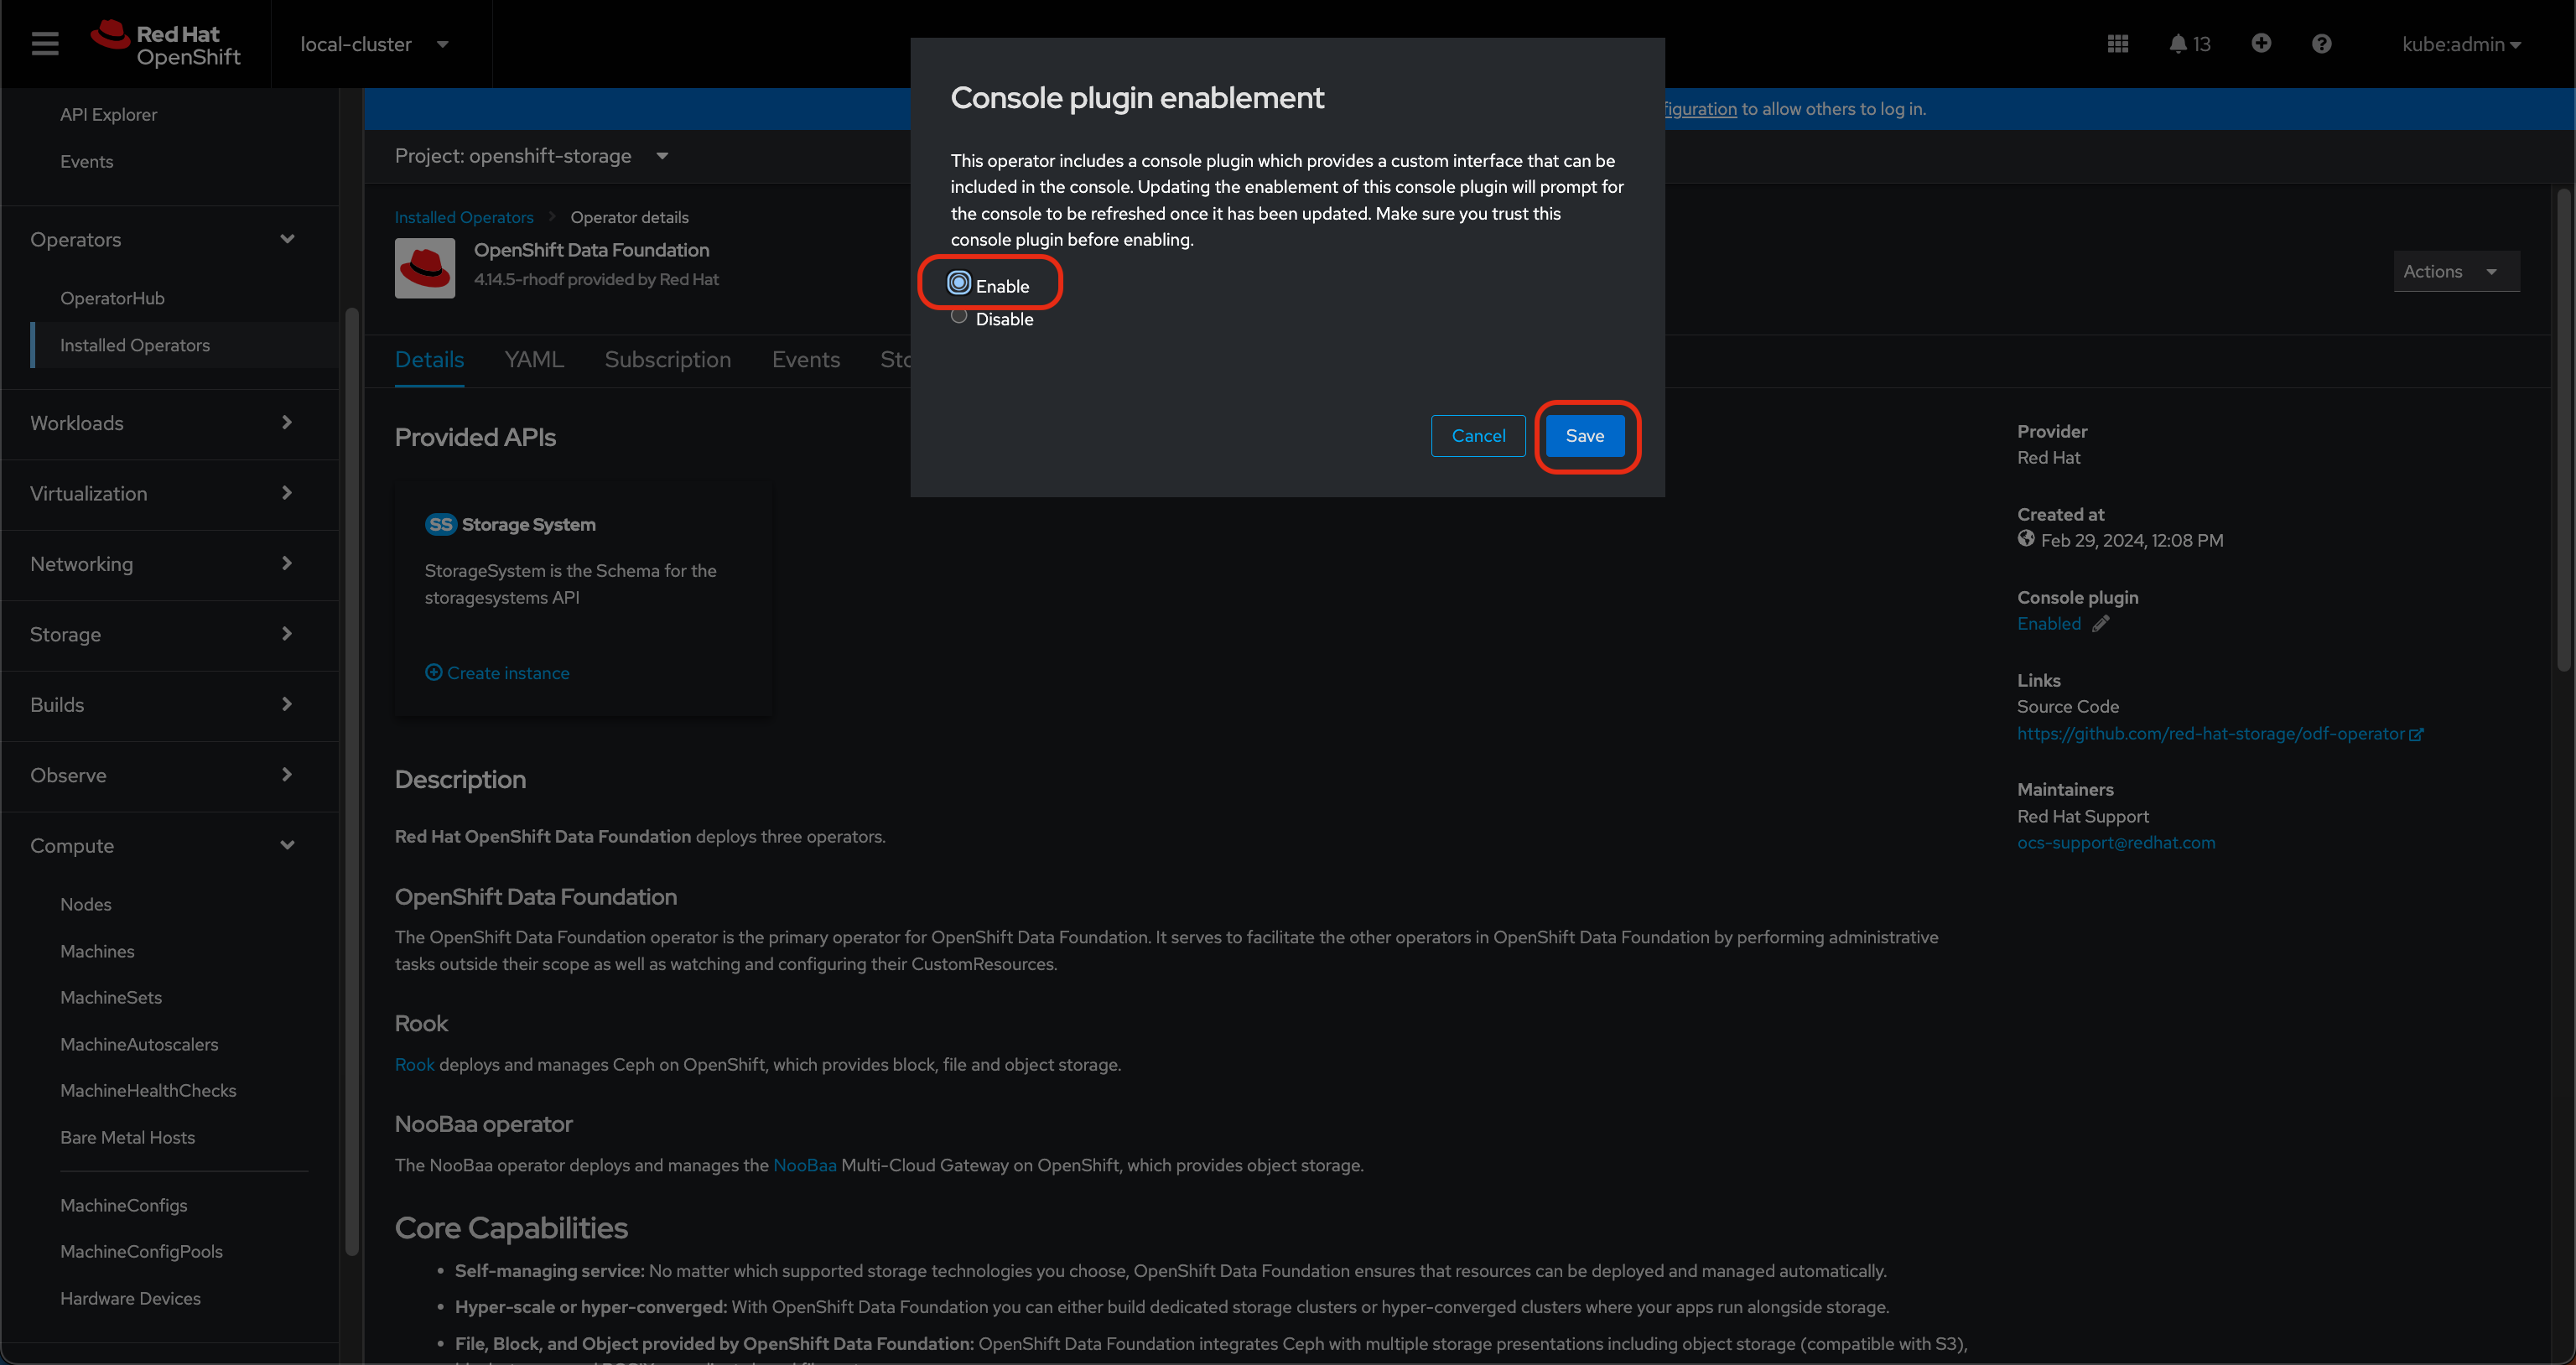 Red Hat
OpenShift
local-cluster
13
kube:admin
API Explorer
Events
Operators
OperatorHub
Installed Operators
Workloads
Virtualization
Networking
Storage
Builds
Observe
Compute
Nodes
Machines
MachineSets
MachineAutoscalers
MachineHealthChecks
Bare Metal Hosts
MachineConfigs
MachineConfigPools
Hardware Devices
figuration to allow others to log in.
Project: openshift-storage
Installed Operators > Operator details
OpenShift Data Foundation
4.14.5-rhodf provided by Red Hat
Actions
Details YAML Subscription Events Sto
Console plugin enablement
This operator includes a console plugin which provides a custom interface that can be
included in the console. Updating the enablement of this console plugin will prompt for
the console to be refreshed once it has been updated. Make sure you trust this
console plugin before enabling.
Enable
Disable
Cancel Save
Provided APIs
SS Storage System
StorageSystem is the Schema for the
storagesystems API
Create instance
Description
Red Hat OpenShift Data Foundation deploys three operators.
OpenShift Data Foundation
The OpenShift Data Foundation operator is the primary operator for OpenShift Data Foundation. It serves to facilitate the other operators in OpenShift Data Foundation by performing administrative
tasks outside their scope as well as watching and configuring their CustomResources.
Rook
Rook deploys and manages Ceph on OpenShift, which provides block, file and object storage.
NooBaa operator
The NooBaa operator deploys and manages the NooBaa Multi-Cloud Gateway on OpenShift, which provides object storage.
Core Capabilities
• Self-managing service: No matter which supported storage technologies you choose, OpenShift Data Foundation ensures that resources can be deployed and managed automatically.
• Hyper-scale or hyper-converged: With OpenShift Data Foundation you can either build dedicated storage clusters or hyper-converged clusters where your apps run alongside storage.
• File, Block, and Object provided by OpenShift Data Foundation: OpenShift Data Foundation integrates Ceph with multiple storage presentations including object storage (compatible with S3),
Provider
Red Hat
Created at
Feb 29, 2024, 12:08 PM
Console plugin
Enabled
Links
Source Code
https://github.com/red-hat-storage/odf-operator
Maintainers
Red Hat Support
ocs-support@redhat.com